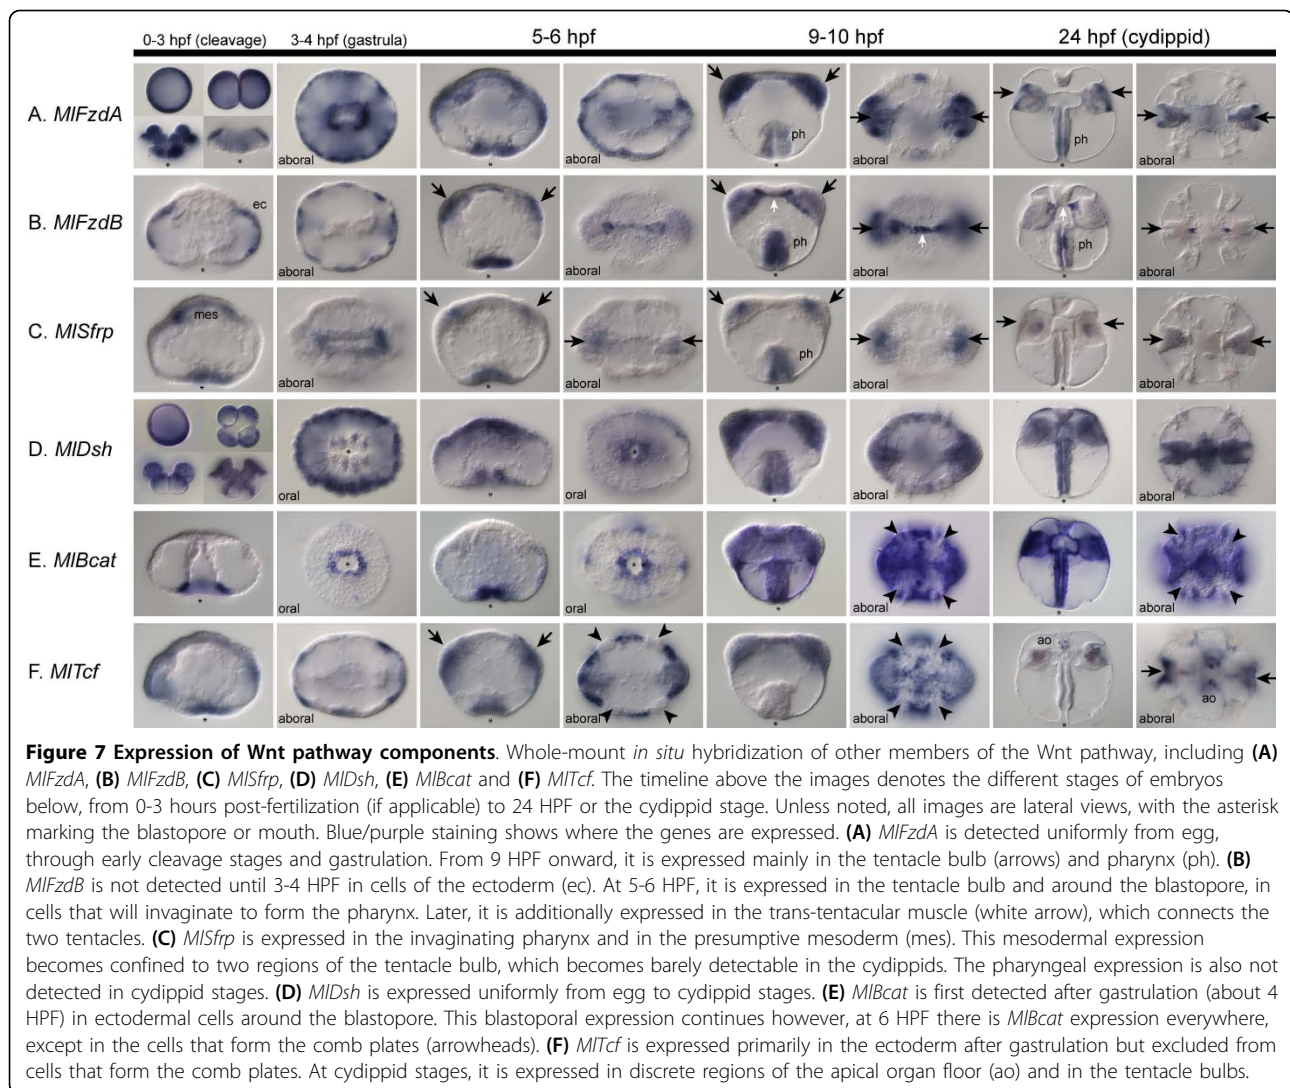 0-3 hpf (cleavage) 3-4 hpf (gastrula) 5-6 hpf 9-10 hpf 24 hpf (cydippid)
A. MlFzdA
* aboral * aboral ph * aboral ph * aboral
B. MlFzdB
ec * aboral * aboral ph * aboral ph * aboral
C. MlSfrp
mes * aboral * aboral ph * aboral * aboral
D. MlDsh
* * * oral * * oral * aboral * aboral
E. MlBcat
* * oral * * oral * aboral * aboral
F. MlTcf
* aboral * aboral * aboral ao * ao aboral
Figure 7 Expression of Wnt pathway components. Whole-mount in situ hybridization of other members of the Wnt pathway, including (A)
MlFzdA, (B) MlFzdB, (C) MlSfrp, (D) MlDsh, (E) MlBcat and (F) MlTcf. The timeline above the images denotes the different stages of embryos
below, from 0-3 hours post-fertilization (if applicable) to 24 HPF or the cydippid stage. Unless noted, all images are lateral views, with the asterisk
marking the blastopore or mouth. Blue/purple staining shows where the genes are expressed. (A) MlFzdA is detected uniformly from egg,
through early cleavage stages and gastrulation. From 9 HPF onward, it is expressed mainly in the tentacle bulb (arrows) and pharynx (ph). (B)
MlFzdB is not detected until 3-4 HPF in cells of the ectoderm (ec). At 5-6 HPF, it is expressed in the tentacle bulb and around the blastopore, in
cells that will invaginate to form the pharynx. Later, it is additionally expressed in the trans-tentacular muscle (white arrow), which connects the
two tentacles. (C) MlSfrp is expressed in the invaginating pharynx and in the presumptive mesoderm (mes). This mesodermal expression
becomes confined to two regions of the tentacle bulb, which becomes barely detectable in the cydippids. The pharyngeal expression is also not
detected in cydippid stages. (D) MlDsh is expressed uniformly from egg to cydippid stages. (E) MlBcat is first detected after gastrulation (about 4
HPF) in ectodermal cells around the blastopore. This blastoporal expression continues however, at 6 HPF there is MlBcat expression everywhere,
except in the cells that form the comb plates (arrowheads). (F) MlTcf is expressed primarily in the ectoderm after gastrulation but excluded from
cells that form the comb plates. At cydippid stages, it is expressed in discrete regions of the apical organ floor (ao) and in the tentacle bulbs.